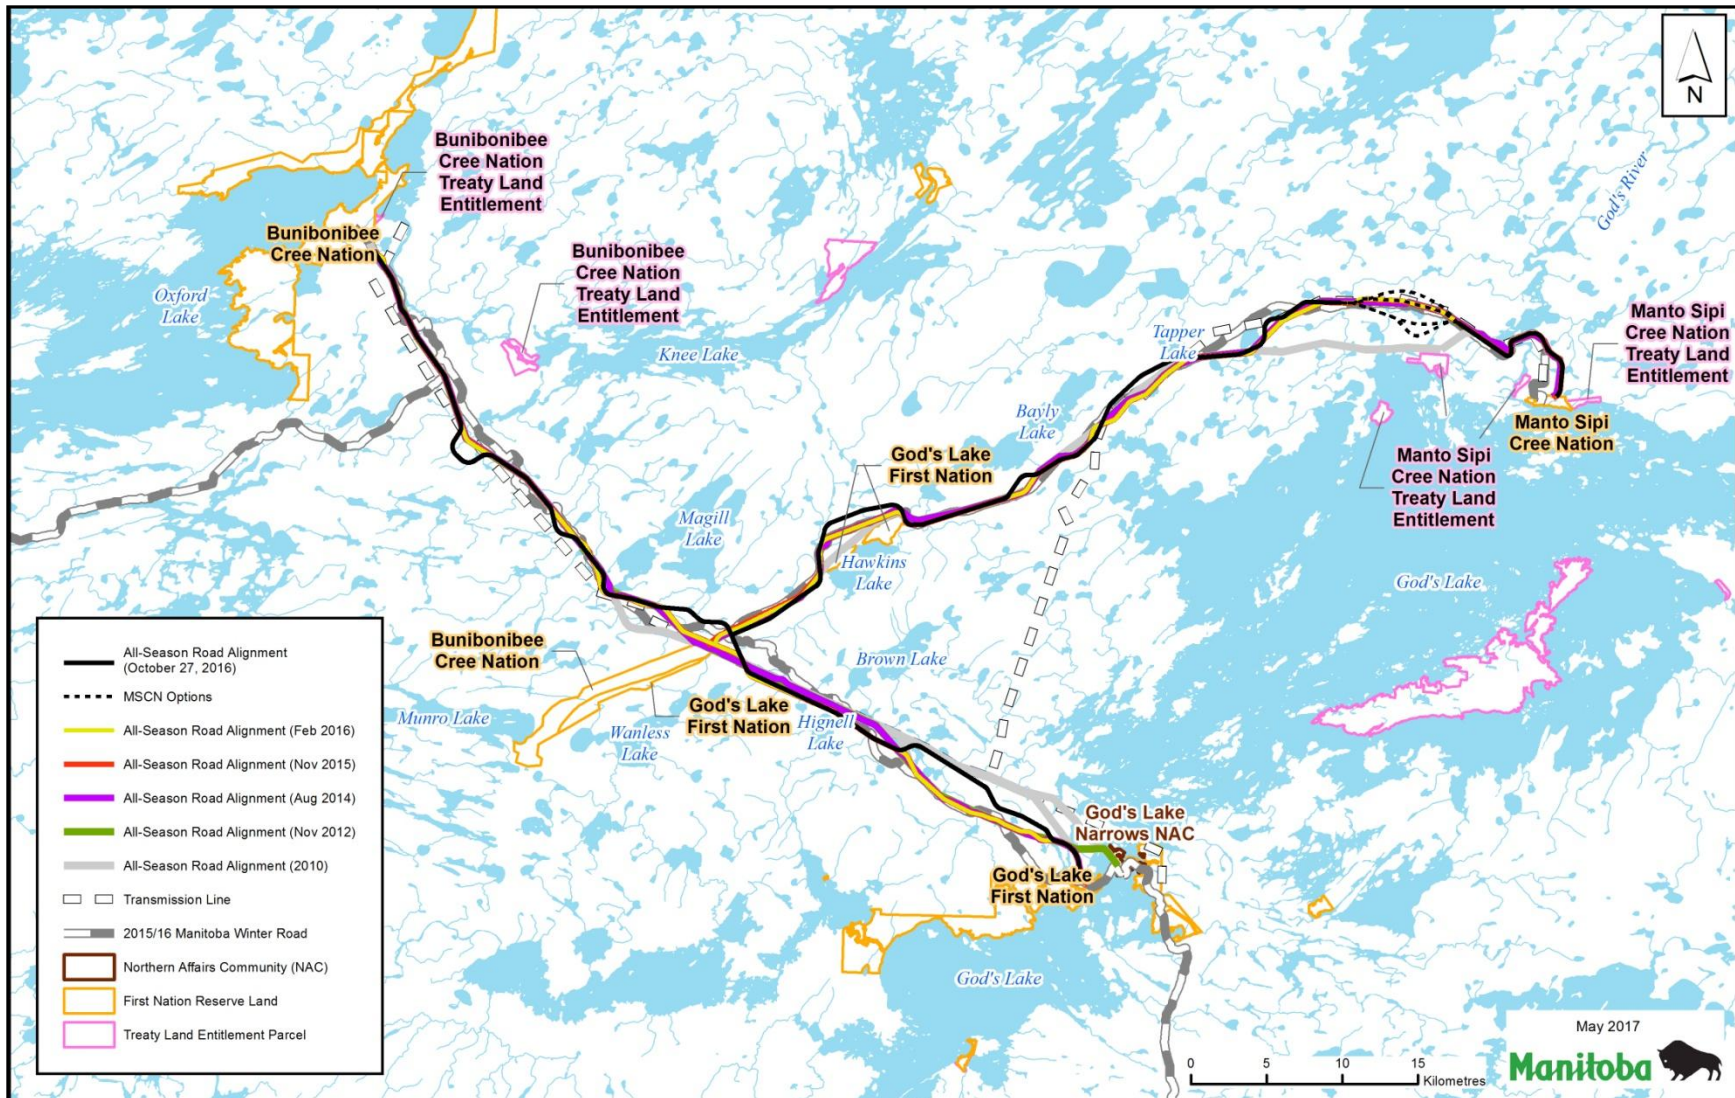 N
God's River
Bunibonibee
Cree Nation
Treaty Land
Entitlement
Bunibonibee
Cree Nation
Bunibonibee
Cree Nation
Treaty Land
Entitlement
Oxford
Lake
Knee Lake
Tapper
Lake
Manto Sipi
Cree Nation
Treaty Land
Entitlement
Bayly
Lake
Manto Sipi
Cree Nation
God's Lake
First Nation
Manto Sipi
Cree Nation
Treaty Land
Entitlement
Magill
Lake
Hawkins
Lake
God's Lake
Bunibonibee
Cree Nation
Brown Lake
Munro Lake
God's Lake
First Nation
Wanless
Lake
Hignell
Lake
God's Lake
Narrows NAC
God's Lake
First Nation
God's Lake
All-Season Road Alignment
(October 27, 2016)
MSCN Options
All-Season Road Alignment (Feb 2016)
All-Season Road Alignment (Nov 2015)
All-Season Road Alignment (Aug 2014)
All-Season Road Alignment (Nov 2012)
All-Season Road Alignment (2010)
Transmission Line
2015/16 Manitoba Winter Road
Northern Affairs Community (NAC)
First Nation Reserve Land
Treaty Land Entitlement Parcel
0 5 10 15
Kilometres
May 2017
Manitoba